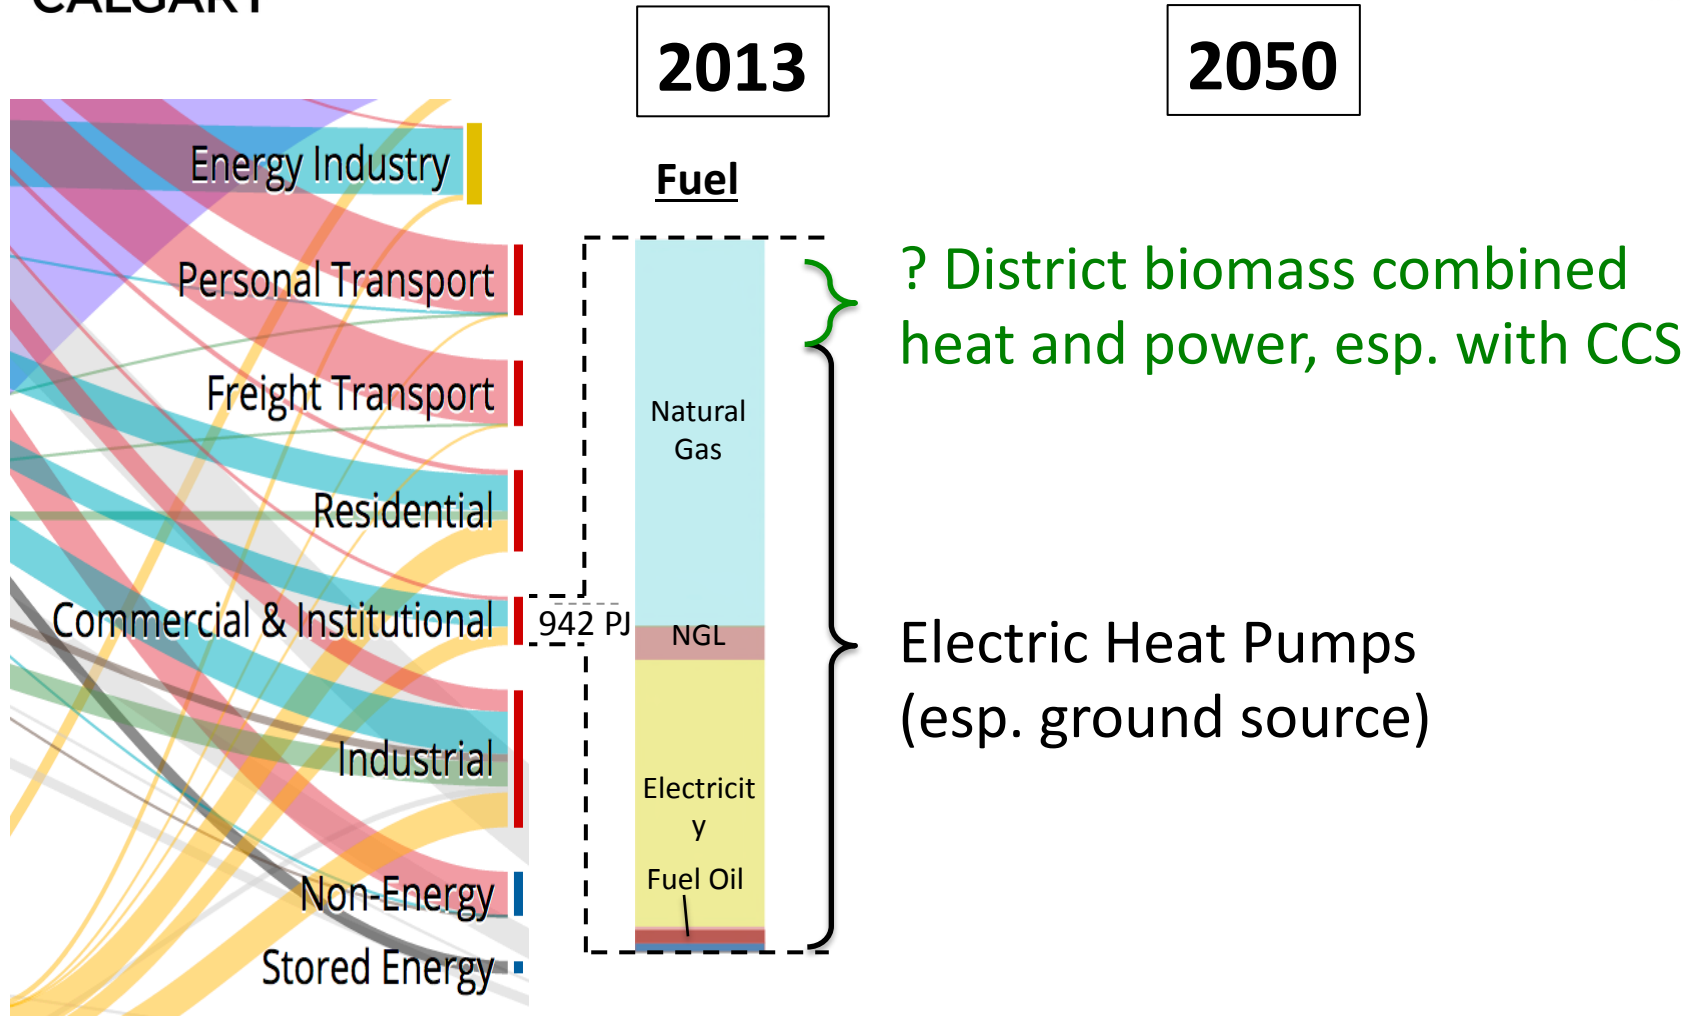 CALGARY
2013
2050
Fuel
Energy Industry
Personal Transport
Freight Transport
Residential
Commercial & Institutional
Industrial
Non-Energy
Stored Energy
942 PJ
Natural
Gas
NGL
Electricit
y
Fuel Oil
? District biomass combined
heat and power, esp. with CCS
Electric Heat Pumps
(esp. ground source)